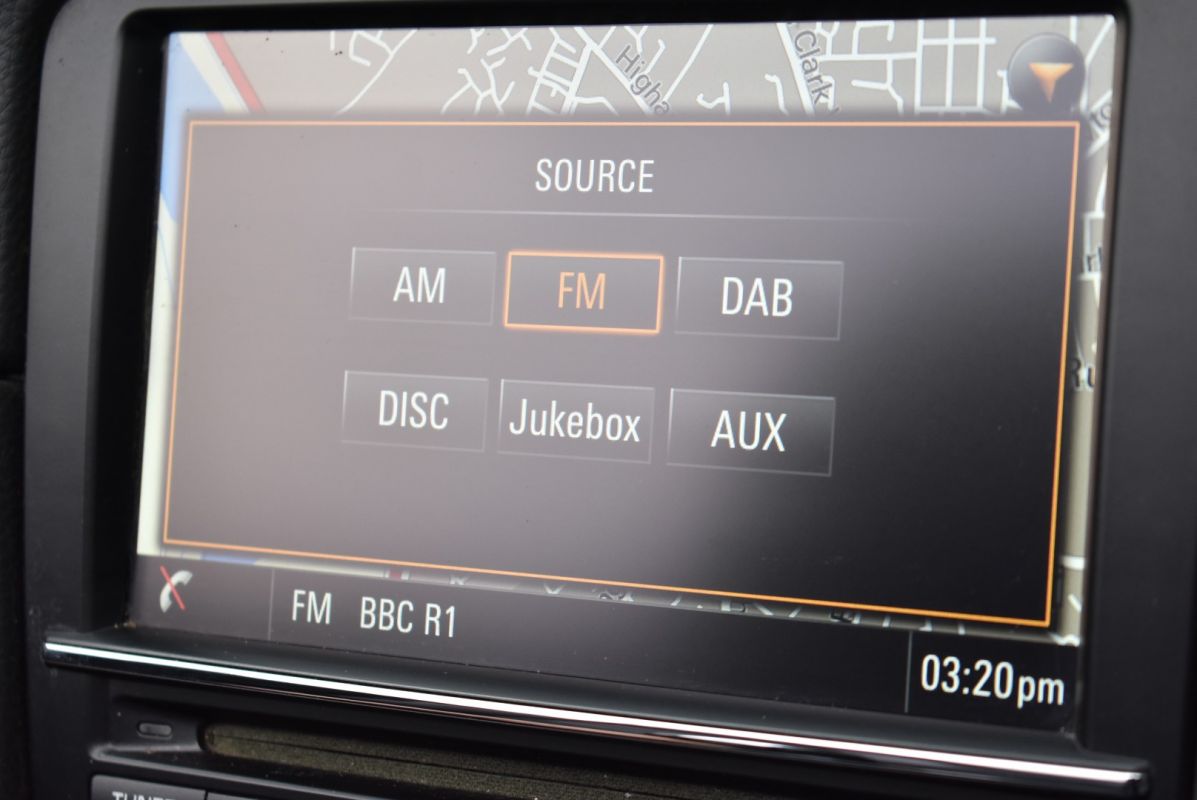 SOURCE
AM FM DAB
DISC Jukebox AUX
FM BBC R1
03:20pm